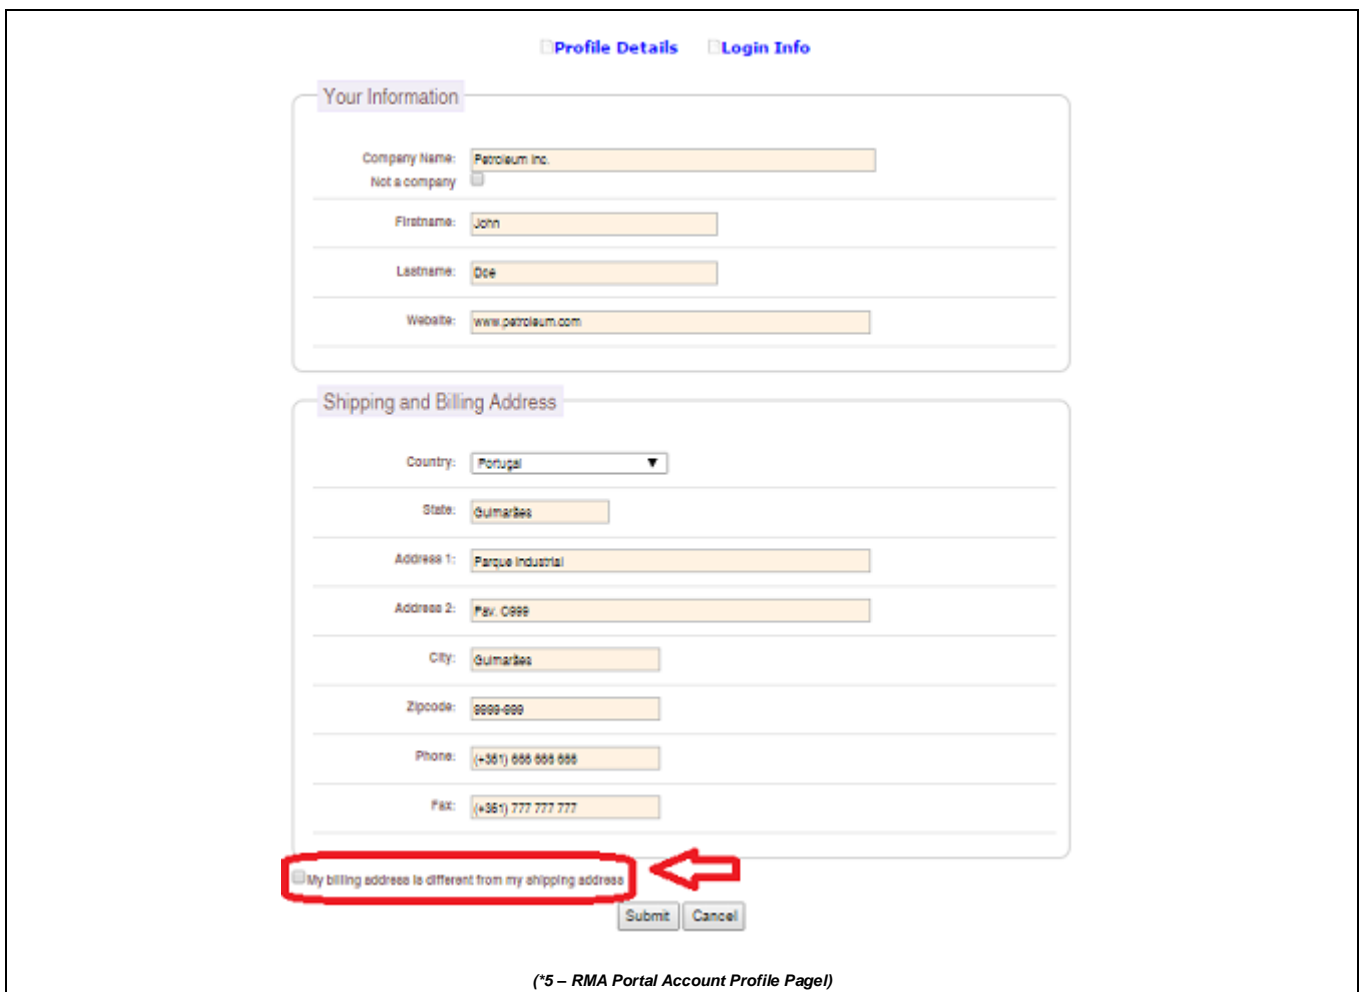 Profile Details Login Info
Your Information
Company Name: Petroleum Inc.
Not a company
Firstname: John
Lastname: Doe
Website: www.petroleum.com
Shipping and Billing Address
Country: Portugal
State: Guimarães
Address 1: Parque Industrial
Address 2: Pav. C999
City: Guimarães
Zipcode: 9999-999
Phone: (+351) 666 666 666
Fax: (+351) 777 777 777
My billing address is different from my shipping address
Submit Cancel
(*5 – RMA Portal Account Profile Pagel)